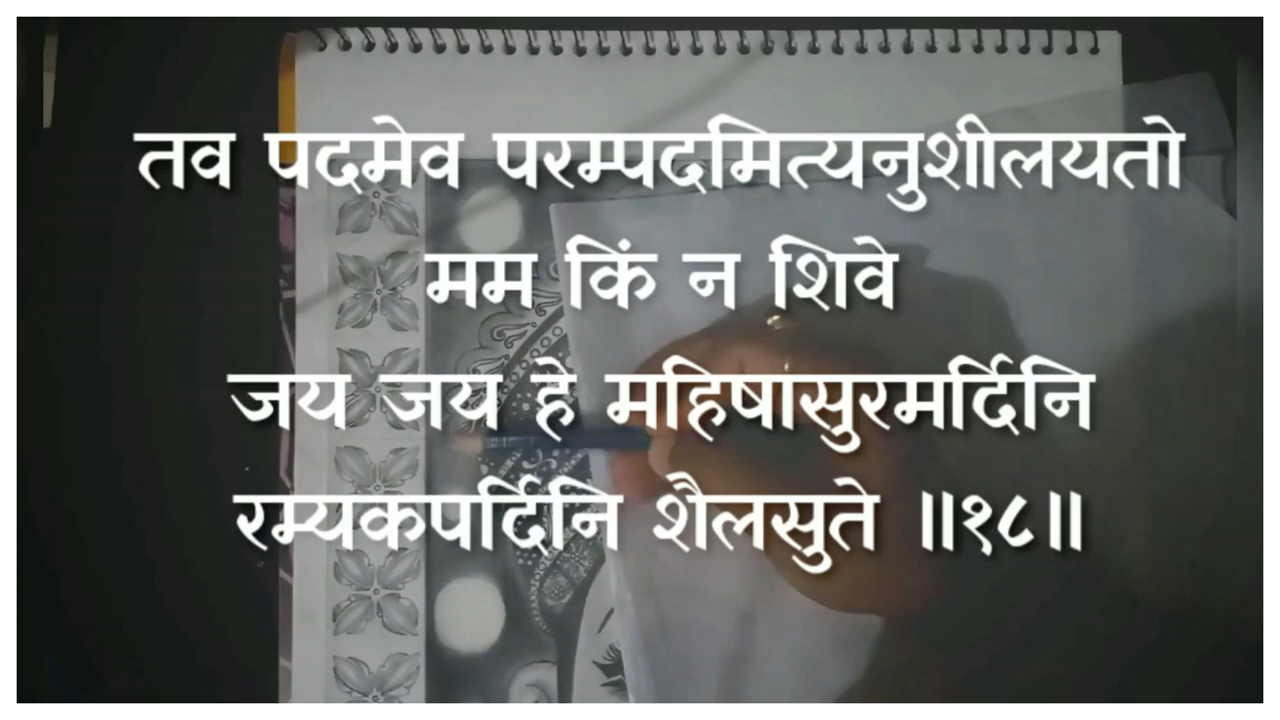 तव पदमेव परम्पदमित्यनुशीलयतो
मम किं न शिवे
जय जय हे महिषासुरमर्दिनि
रम्यकपर्दिनि शैलसुते ॥१८॥